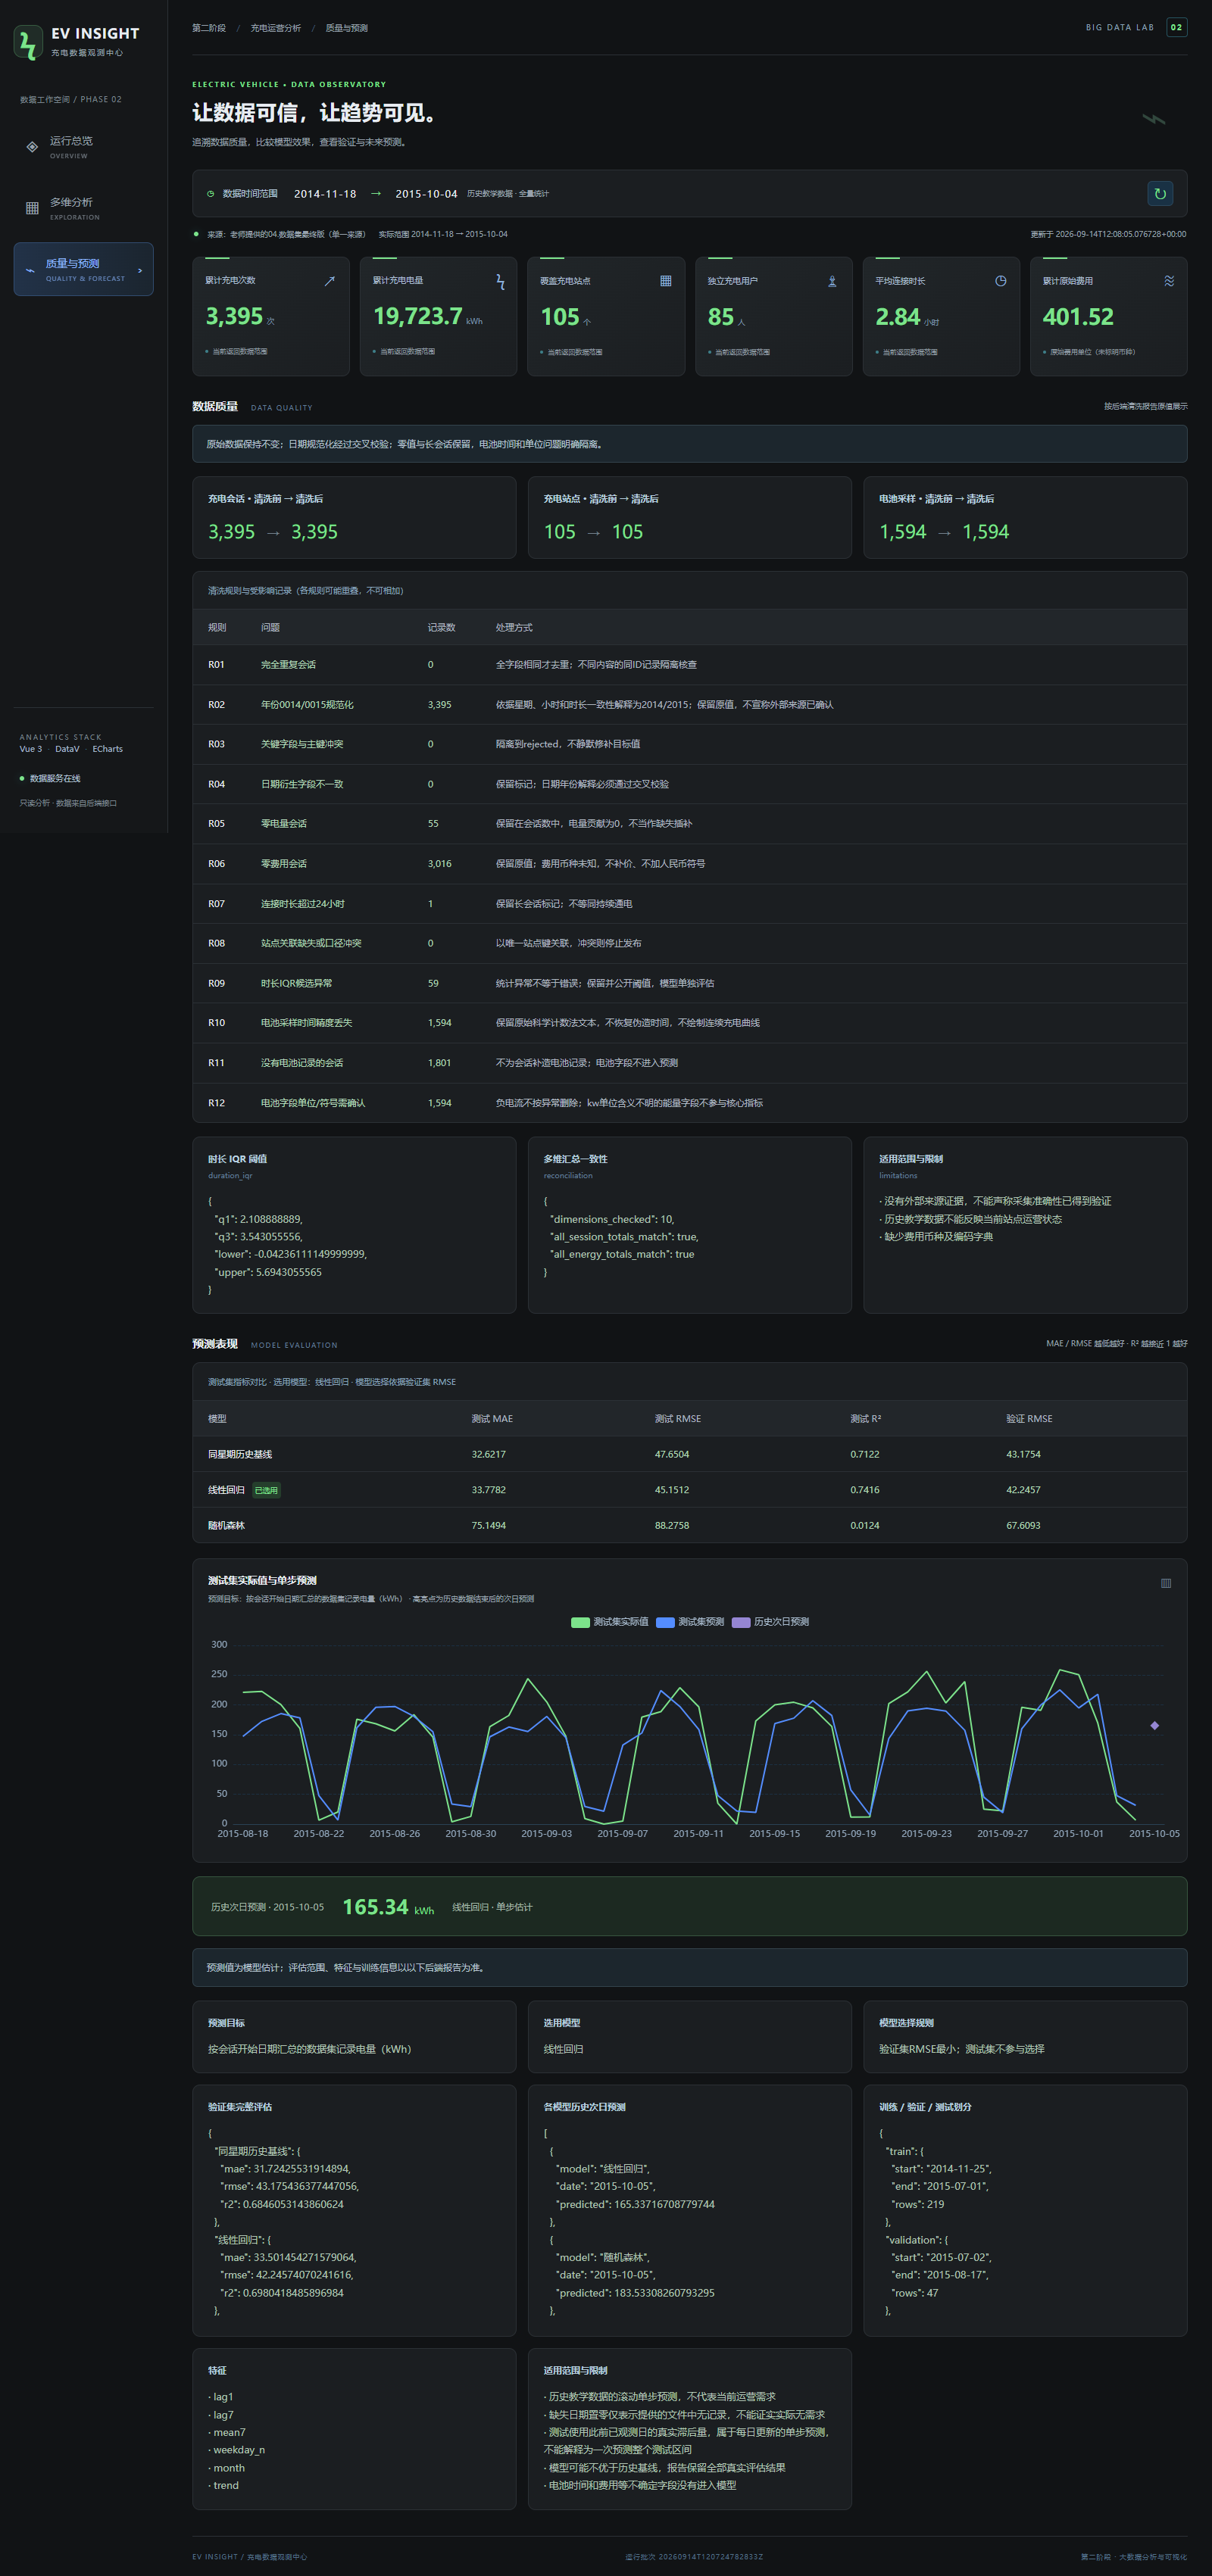 EV INSIGHT
充电数据观测中心
数据工作空间 / PHASE 02
运行总览
OVERVIEW
多维分析
EXPLORATION
质量与预测
QUALITY & FORECAST
›
ANALYTICS STACK
Vue 3 · DataV · ECharts
数据服务在线
只读分析 · 数据来自后端接口
第二阶段 / 充电运营分析 / 质量与预测
BIG DATA LAB 02
ELECTRIC VEHICLE • DATA OBSERVATORY
让数据可信，让趋势可见。
追溯数据质量，比较模型效果，查看验证与未来预测。
数据时间范围 2014-11-18 → 2015-10-04 历史教学数据 · 全量统计
来源：老师提供的04.数据集最终版（单一来源） 实际范围 2014-11-18 → 2015-10-04
更新于 2026-09-14T12:08:05.076728+00:00
累计充电次数
3,395 次
当前返回数据范围
累计充电电量
19,723.7 kWh
当前返回数据范围
覆盖充电站点
105 个
当前返回数据范围
独立充电用户
85 人
当前返回数据范围
平均连接时长
2.84 小时
当前返回数据范围
累计原始费用
401.52
原始费用单位（未标明币种）
数据质量 DATA QUALITY
按后端清洗报告原值展示
原始数据保持不变；日期规范化经过交叉校验；零值与长会话保留，电池时间和单位问题明确隔离。
充电会话 • 清洗前 → 清洗后
3,395 → 3,395
充电站点 • 清洗前 → 清洗后
105 → 105
电池采样 • 清洗前 → 清洗后
1,594 → 1,594
清洗规则与受影响记录（各规则可能重叠，不可相加）
规则 问题 记录数 处理方式
R01 完全重复会话 0 全字段相同才去重；不同内容的同ID记录隔离核查
R02 年份0014/0015规范化 3,395 依据星期、小时和时长一致性解释为2014/2015；保留原值，不宣称外部来源已确认
R03 关键字段与主键冲突 0 隔离到rejected，不静默修补目标值
R04 日期衍生字段不一致 0 保留标记；日期年份解释必须通过交叉校验
R05 零电量会话 55 保留在会话数中，电量贡献为0，不当作缺失插补
R06 零费用会话 3,016 保留原值；费用币种未知，不补价、不加人民币符号
R07 连接时长超过24小时 1 保留长会话标记；不等同持续通电
R08 站点关联缺失或口径冲突 0 以唯一站点键关联，冲突则停止发布
R09 时长IQR候选异常 59 统计异常不等于错误；保留并公开阈值，模型单独评估
R10 电池采样时间精度丢失 1,594 保留原始科学计数法文本，不恢复伪造时间，不绘制连续充电曲线
R11 没有电池记录的会话 1,801 不为会话补造电池记录；电池字段不进入预测
R12 电池字段单位/符号需确认 1,594 负电流不按异常删除；kw单位含义不明的能量字段不参与核心指标
时长 IQR 阈值
duration_iqr
{
"q1": 2.108888889,
"q3": 3.543055556,
"lower": -0.04236111149999999,
"upper": 5.6943055565
}
多维汇总一致性
reconciliation
{
"dimensions_checked": 10,
"all_session_totals_match": true,
"all_energy_totals_match": true
}
适用范围与限制
limitations
· 没有外部来源证据，不能声称采集准确性已得到验证
· 历史教学数据不能反映当前站点运营状态
· 缺少费用币种及编码字典
预测表现 MODEL EVALUATION
MAE / RMSE 越低越好 · R² 越接近 1 越好
测试集指标对比 · 选用模型：线性回归 · 模型选择依据验证集 RMSE
模型 测试 MAE 测试 RMSE 测试 R² 验证 RMSE
同星期历史基线 32.6217 47.6504 0.7122 43.1754
线性回归 已选用 33.7782 45.1512 0.7416 42.2457
随机森林 75.1494 88.2758 0.0124 67.6093
测试集实际值与单步预测
预测目标：按会话开始日期汇总的数据集记录电量（kWh） · 高亮点为历史数据结束后的次日预测
测试集实际值 测试集预测 历史次日预测
300
250
200
150
100
50
0
2015-08-18 2015-08-22 2015-08-26 2015-08-30 2015-09-03 2015-09-07 2015-09-11 2015-09-15 2015-09-19 2015-09-23 2015-09-27 2015-10-01 2015-10-05
历史次日预测 · 2015-10-05 165.34 kWh 线性回归 · 单步估计
预测值为模型估计；评估范围、特征与训练信息以以下后端报告为准。
预测目标
按会话开始日期汇总的数据集记录电量（kWh）
选用模型
线性回归
模型选择规则
验证集RMSE最小；测试集不参与选择
验证集完整评估
{
"同星期历史基线": {
"mae": 31.72425531914894,
"rmse": 43.175436377447056,
"r2": 0.6846053143860624
},
"线性回归": {
"mae": 33.501454271579064,
"rmse": 42.24574070241616,
"r2": 0.6980418485896984
},
各模型历史次日预测
[
{
"model": "线性回归",
"date": "2015-10-05",
"predicted": 165.33716708779744
},
{
"model": "随机森林",
"date": "2015-10-05",
"predicted": 183.53308260793295
},
训练 / 验证 / 测试划分
{
"train": {
"start": "2014-11-25",
"end": "2015-07-01",
"rows": 219
},
"validation": {
"start": "2015-07-02",
"end": "2015-08-17",
"rows": 47
},
特征
· lag1
· lag7
· mean7
· weekday_n
· month
· trend
适用范围与限制
· 历史教学数据的滚动单步预测，不代表当前运营需求
· 缺失日期置零仅表示提供的文件中无记录，不能证实实际无需求
· 测试使用此前已观测日的真实滞后量，属于每日更新的单步预测，
不能解释为一次预测整个测试区间
· 模型可能不优于历史基线，报告保留全部真实评估结果
· 电池时间和费用等不确定字段没有进入模型
EV INSIGHT / 充电数据观测中心
运行批次 20260914T120724782833Z
第二阶段 · 大数据分析与可视化